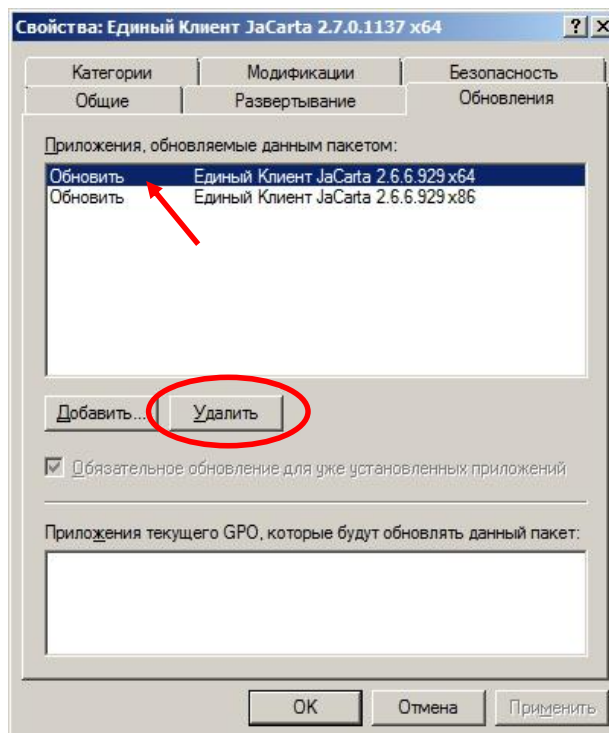 Свойства: Единый Клиент JaCarta 2.7.0.1137 x64
Категории Модификации Безопасность
Общие Развертывание Обновления
Приложения, обновляемые данным пакетом:
Обновить Единый Клиент JaCarta 2.6.6.929 x64
Обновить Единый Клиент JaCarta 2.6.6.929 x86
Добавить... Удалить
Обязательное обновление для уже установленных приложений
Приложения текущего GPO, которые будут обновлять данный пакет:
OK Отмена Применить